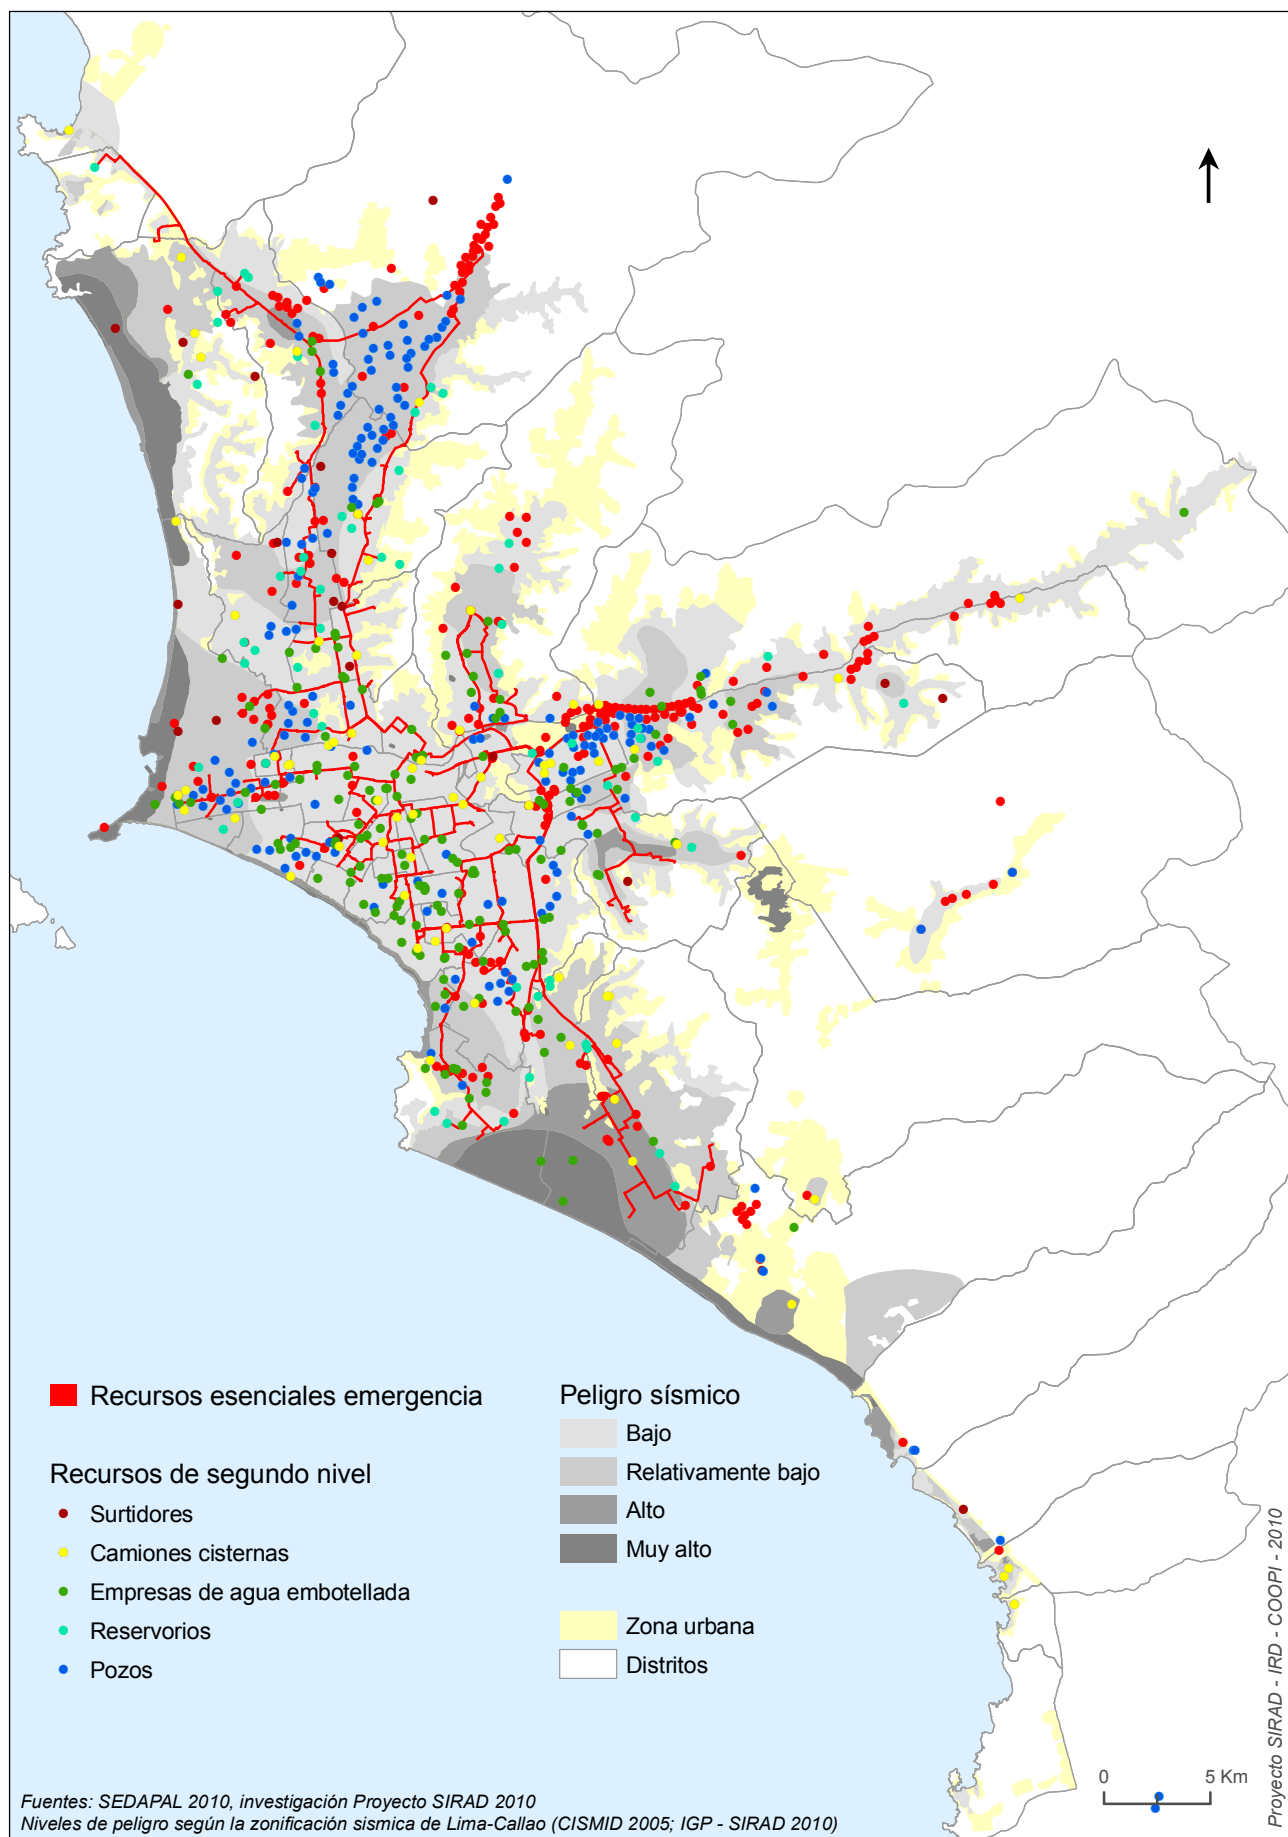 Recursos esenciales emergencia
Recursos de segundo nivel
Surtidores
Camiones cisternas
Empresas de agua embotellada
Reservorios
Pozos
Peligro sísmico
Bajo
Relativamente bajo
Alto
Muy alto
Zona urbana
Distritos
0 5 Km
Proyecto SIRAD - IRD - COOPI - 2010
Fuentes: SEDAPAL 2010, investigación Proyecto SIRAD 2010
Niveles de peligro según la zonificación sismica de Lima-Callao (CISMID 2005; IGP - SIRAD 2010)